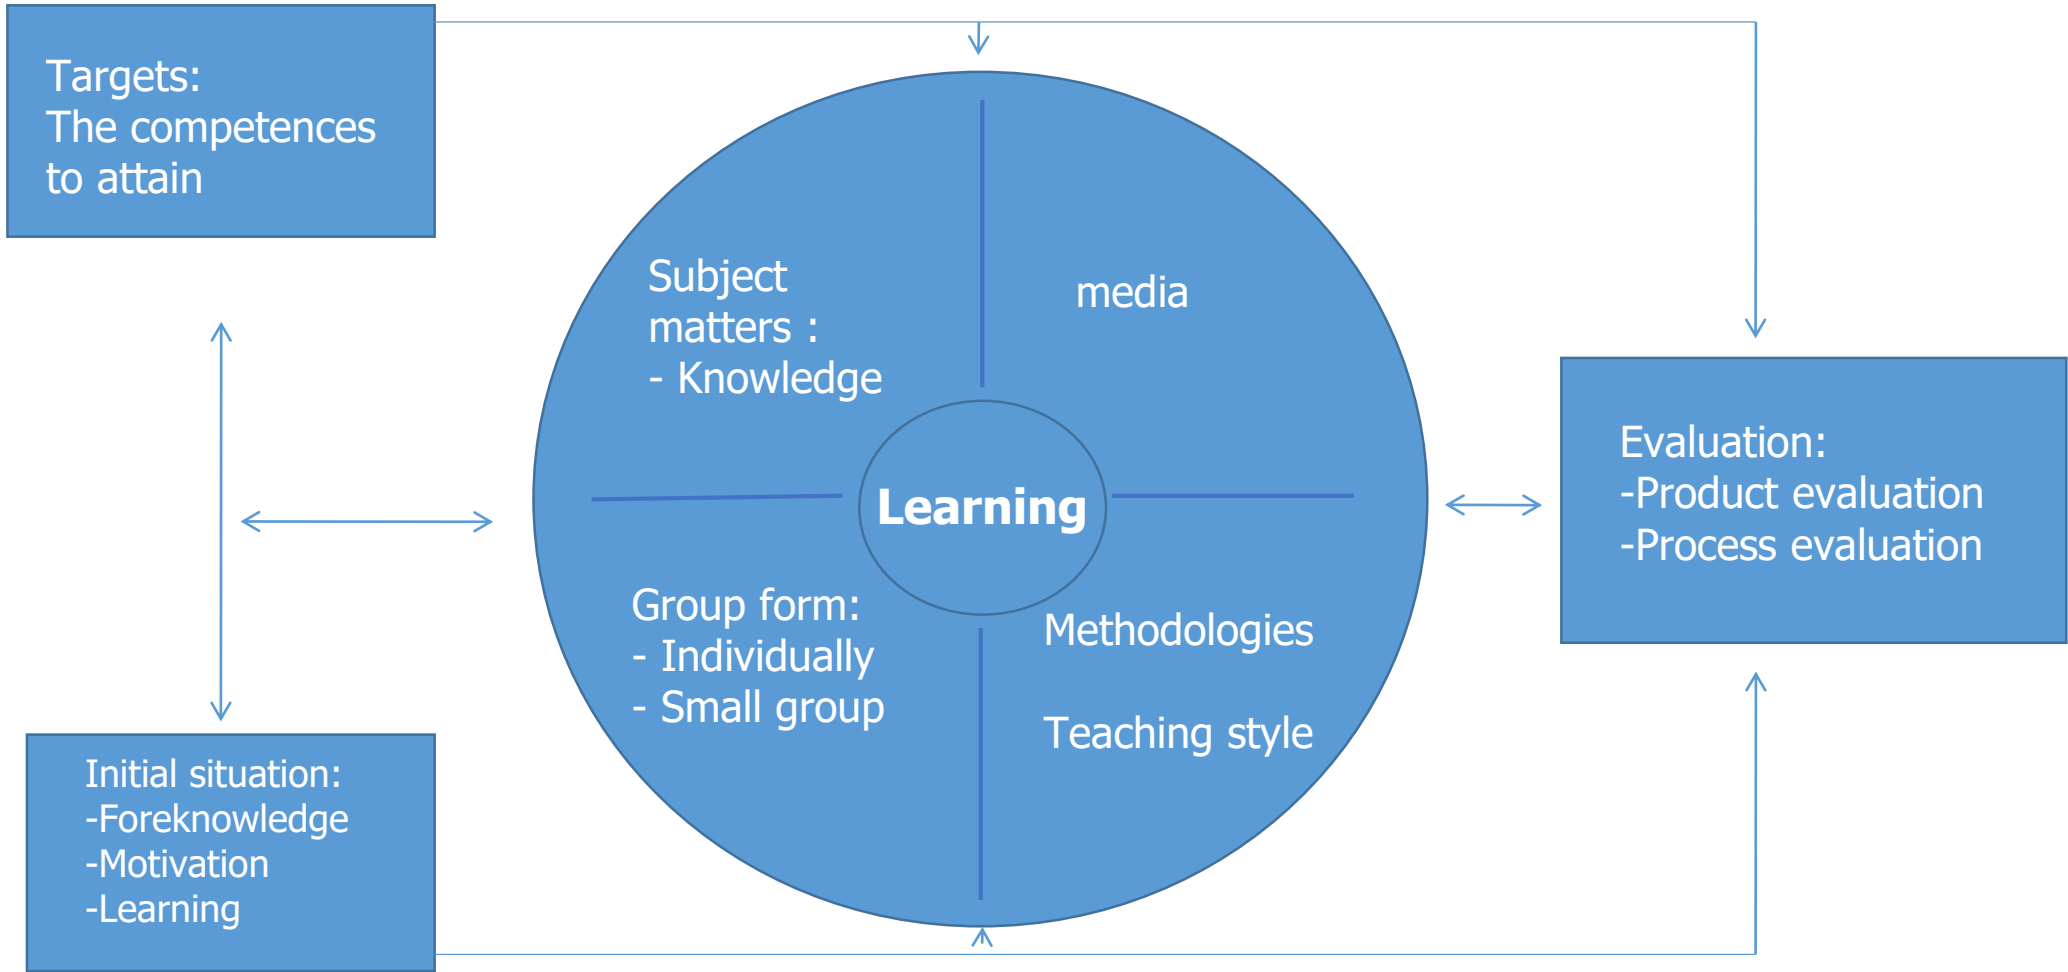 Targets:
The competences
to attain
Subject
matters :
- Knowledge
media
Learning
Group form:
- Individually
- Small group
Methodologies
Teaching style
Evaluation:
-Product evaluation
-Process evaluation
Initial situation:
-Foreknowledge
-Motivation
-Learning